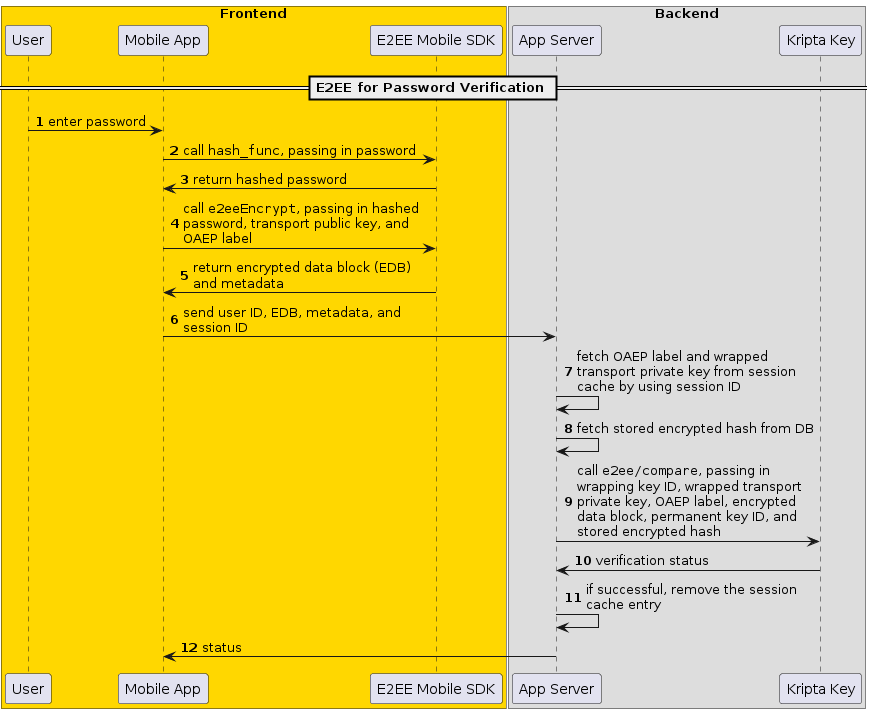 Frontend
Backend
User
Mobile App
E2EE Mobile SDK
App Server
Kripta Key
E2EE for Password Verification
1 enter password
2 call hash_func, passing in password
3 return hashed password
call e2eeEncrypt, passing in hashed
4 password, transport public key, and
OAEP label
5 return encrypted data block (EDB)
and metadata
6 send user ID, EDB, metadata, and
session ID
fetch OAEP label and wrapped
7 transport private key from session
cache by using session ID
8 fetch stored encrypted hash from DB
call e2ee/compare, passing in
wrapping key ID, wrapped transport
9 private key, OAEP label, encrypted
data block, permanent key ID, and
stored encrypted hash
10 verification status
11 if successful, remove the session
cache entry
12 status
User
Mobile App
E2EE Mobile SDK
App Server
Kripta Key